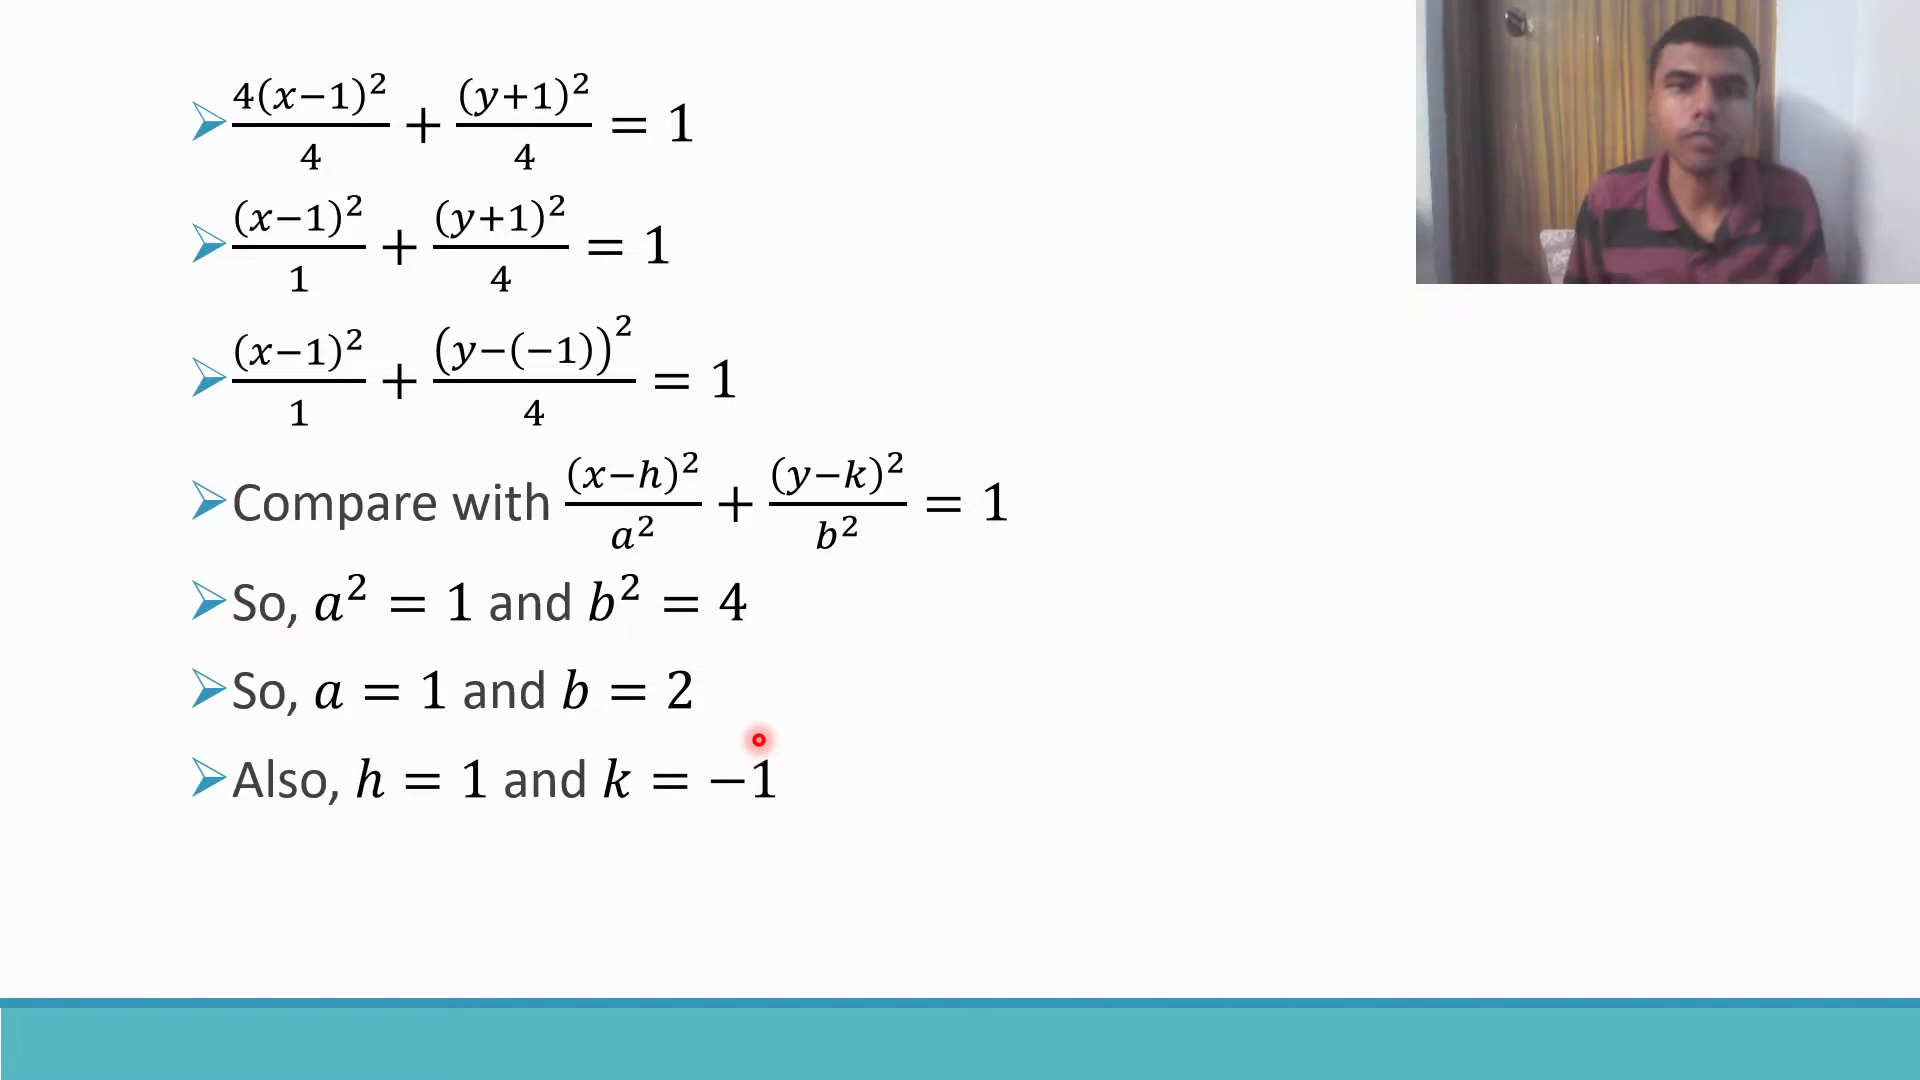 4(x−1)²/4 + (y+1)²/4 = 1
(x−1)²/1 + (y+1)²/4 = 1
(x−1)²/1 + (y−(−1))²/4 = 1
Compare with (x−h)²/a² + (y−k)²/b² = 1
So, a² = 1 and b² = 4
So, a = 1 and b = 2
Also, h = 1 and k = −1